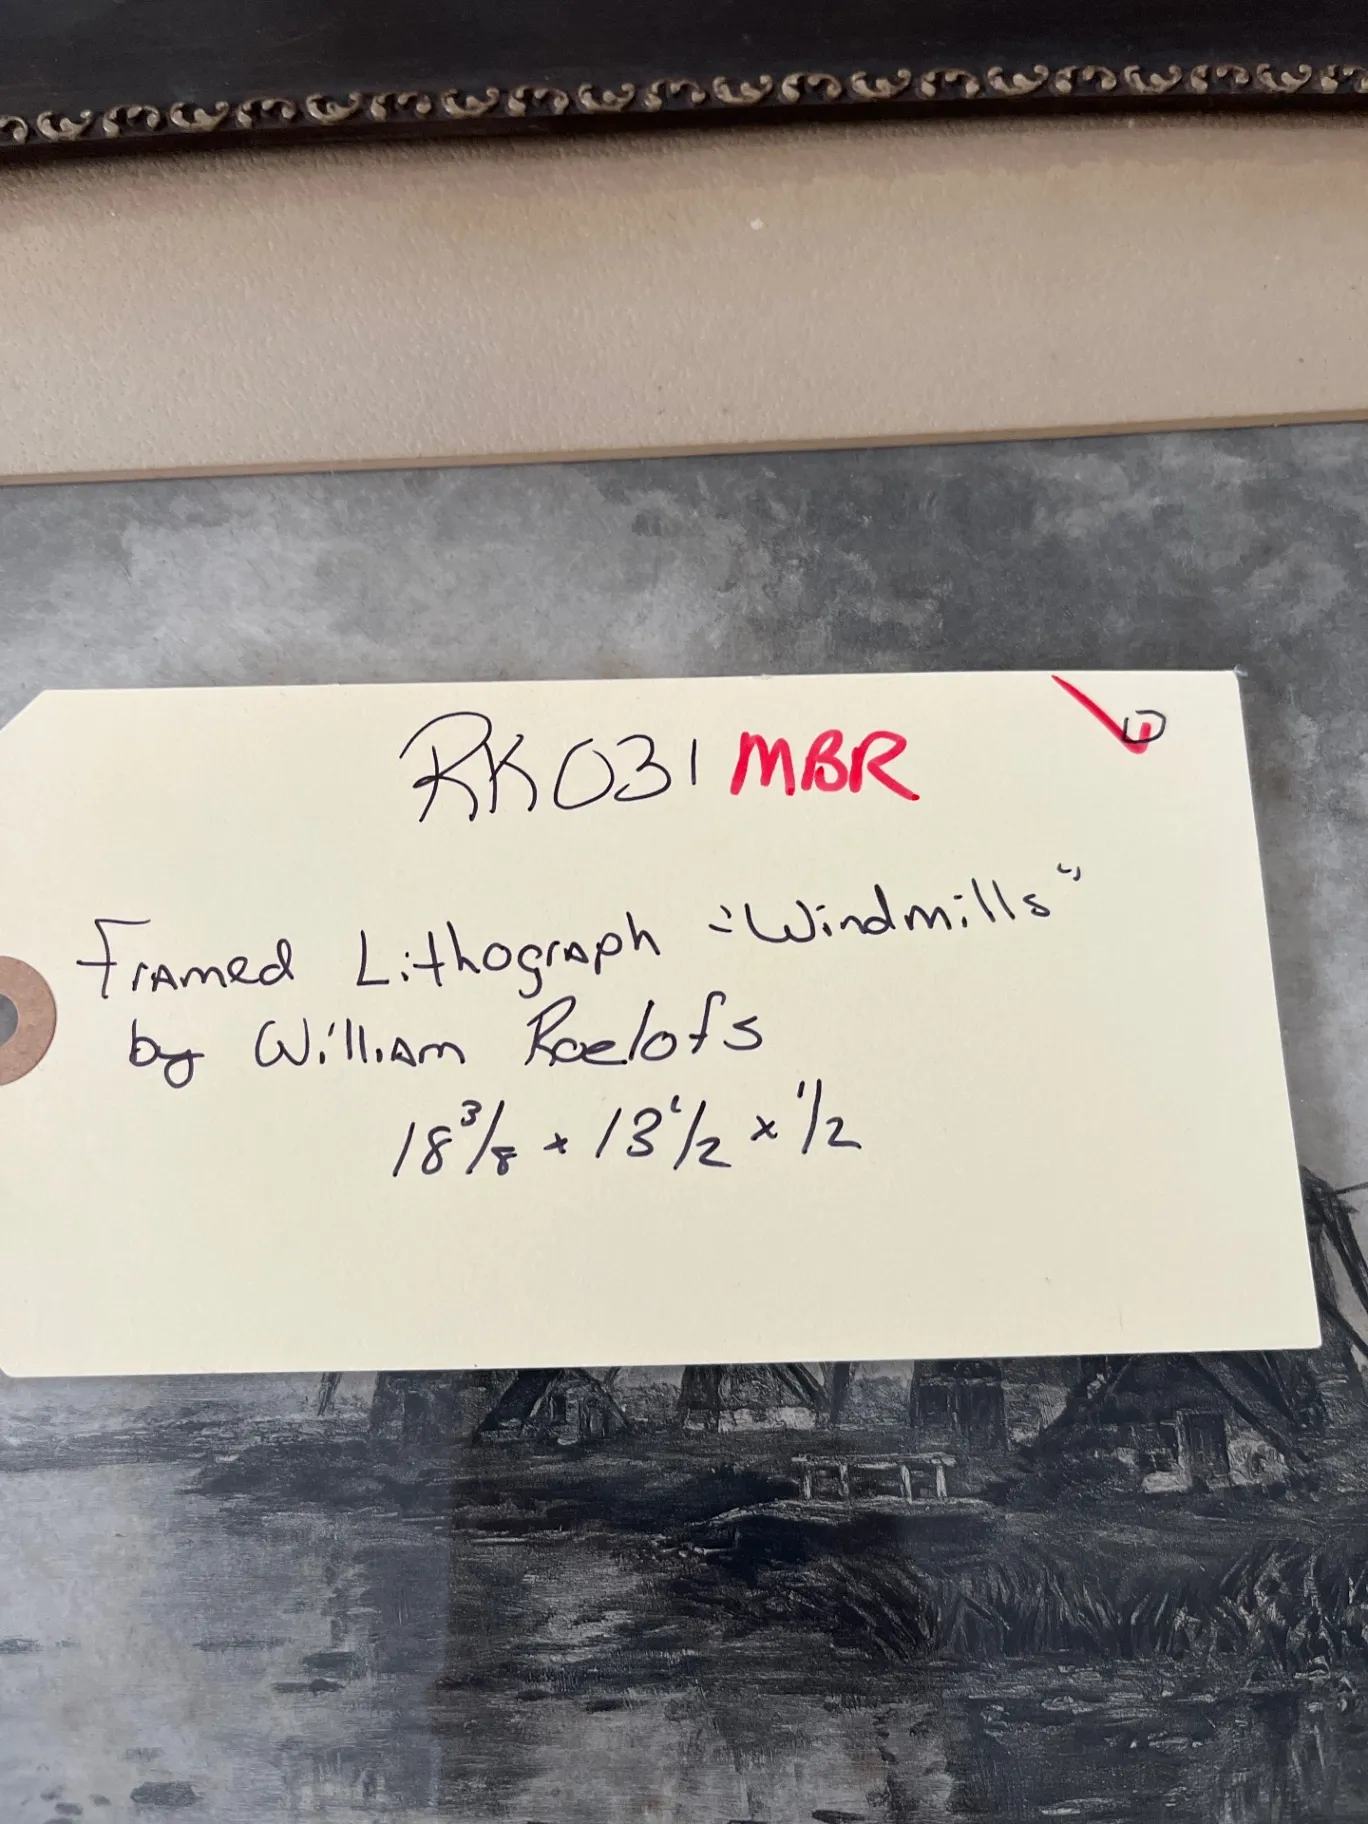 RK031 MBR
Framed Lithograph "Windmills"
by William Roelofs
18 3/8 x 13 1/2 x 1/2